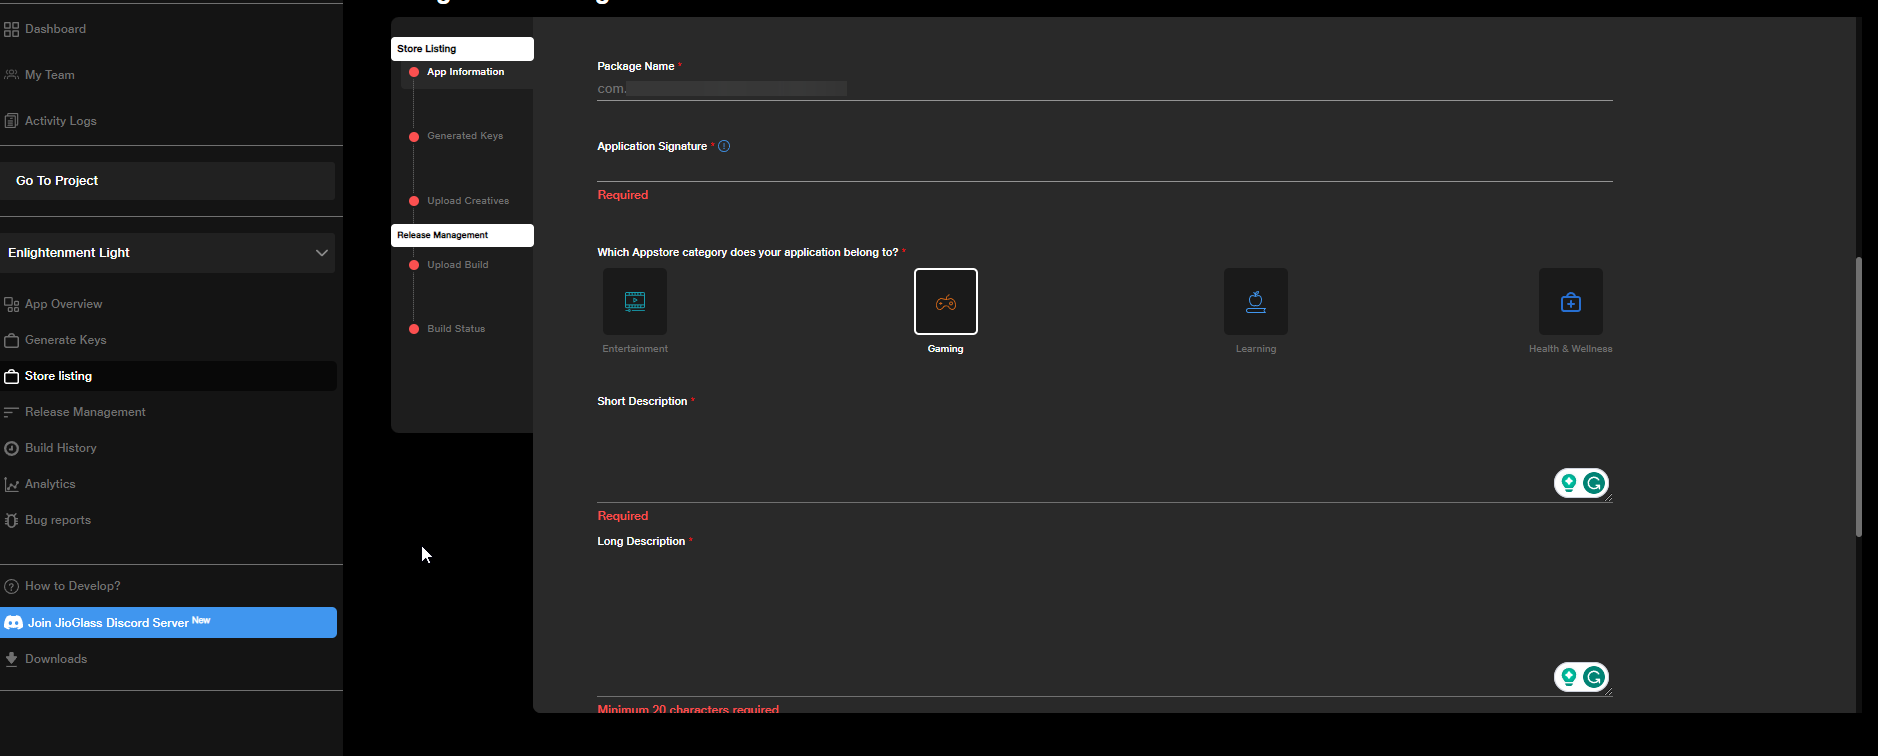 Dashboard
My Team
Activity Logs
Go To Project
Enlightenment Light
App Overview
Generate Keys
Store listing
Release Management
Build History
Analytics
Bug reports
How to Develop?
Join JioGlass Discord Server New
Downloads
Store Listing
App Information
Generated Keys
Upload Creatives
Release Management
Upload Build
Build Status
Package Name *
com.
Application Signature *
Required
Which Appstore category does your application belong to? *
Entertainment
Gaming
Learning
Health & Wellness
Short Description *
Required
Long Description *
Minimum 20 characters required